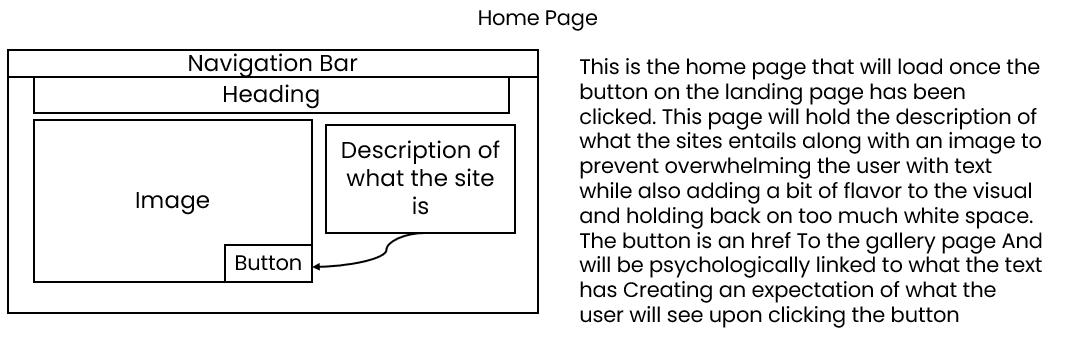 Home Page
Navigation Bar
Heading
Image
Button
Description of
what the site
is
This is the home page that will load once the
button on the landing page has been
clicked. This page will hold the description of
what the sites entails along with an image to
prevent overwhelming the user with text
while also adding a bit of flavor to the visual
and holding back on too much white space.
The button is an href To the gallery page And
will be psychologically linked to what the text
has Creating an expectation of what the
user will see upon clicking the button